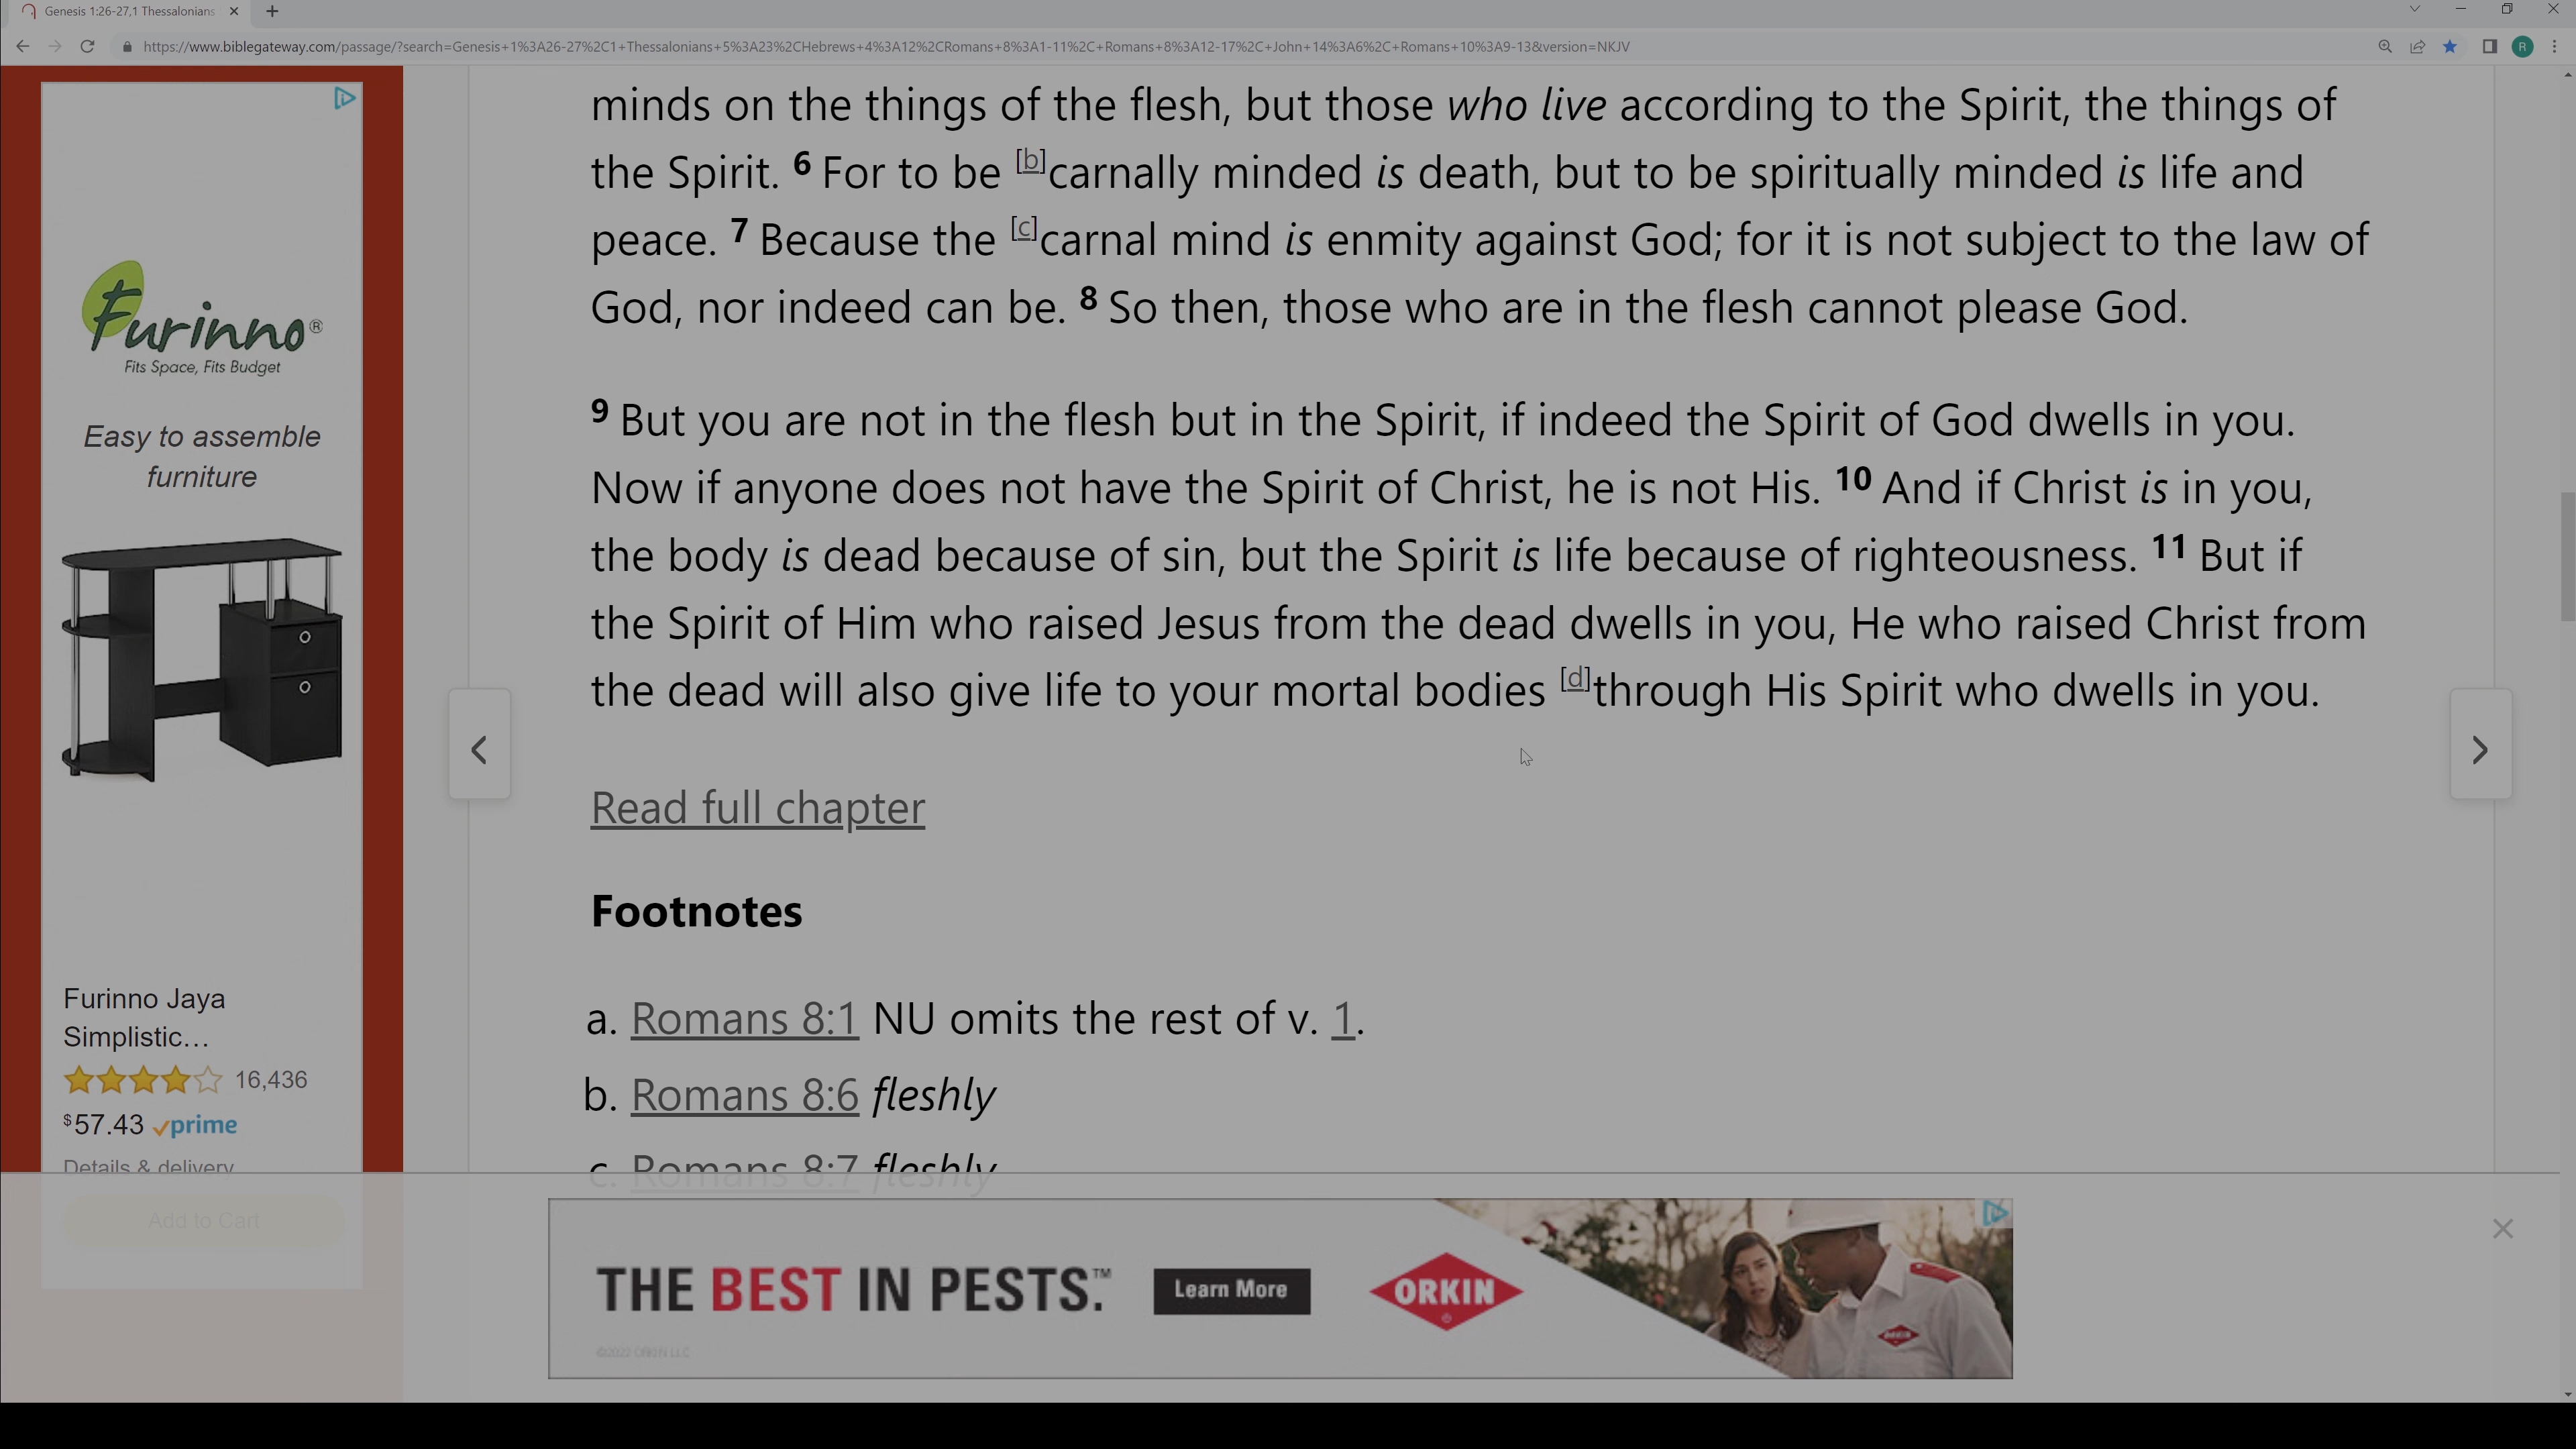 Genesis 1:26-27,1 Thessalonians
https://www.biblegateway.com/passage/?search=Genesis+1%3A26-27%2C1+Thessalonians+5%3A23%2CHebrews+4%3A12%2CRomans+8%3A1-11%2C+Romans+8%3A12-17%2C+John+14%3A6%2C+Romans+10%3A9-13&version=NKJV
R
minds on the things of the flesh, but those who live according to the Spirit, the things of
the Spirit. 6 For to be [b]carnally minded is death, but to be spiritually minded is life and
peace. 7 Because the [c]carnal mind is enmity against God; for it is not subject to the law of
God, nor indeed can be. 8 So then, those who are in the flesh cannot please God.
9 But you are not in the flesh but in the Spirit, if indeed the Spirit of God dwells in you.
Now if anyone does not have the Spirit of Christ, he is not His. 10 And if Christ is in you,
the body is dead because of sin, but the Spirit is life because of righteousness. 11 But if
the Spirit of Him who raised Jesus from the dead dwells in you, He who raised Christ from
the dead will also give life to your mortal bodies [d]through His Spirit who dwells in you.
Read full chapter
Footnotes
a. Romans 8:1 NU omits the rest of v. 1.
b. Romans 8:6 fleshly
c. Romans 8:7 fleshly
Furinno®
Fits Space, Fits Budget
Easy to assemble
furniture
Furinno Jaya
Simplistic...
16,436
$57.43 prime
Details & delivery
Add to Cart
THE BEST IN PESTS.™
Learn More
ORKIN
©2022 ORKIN LLC